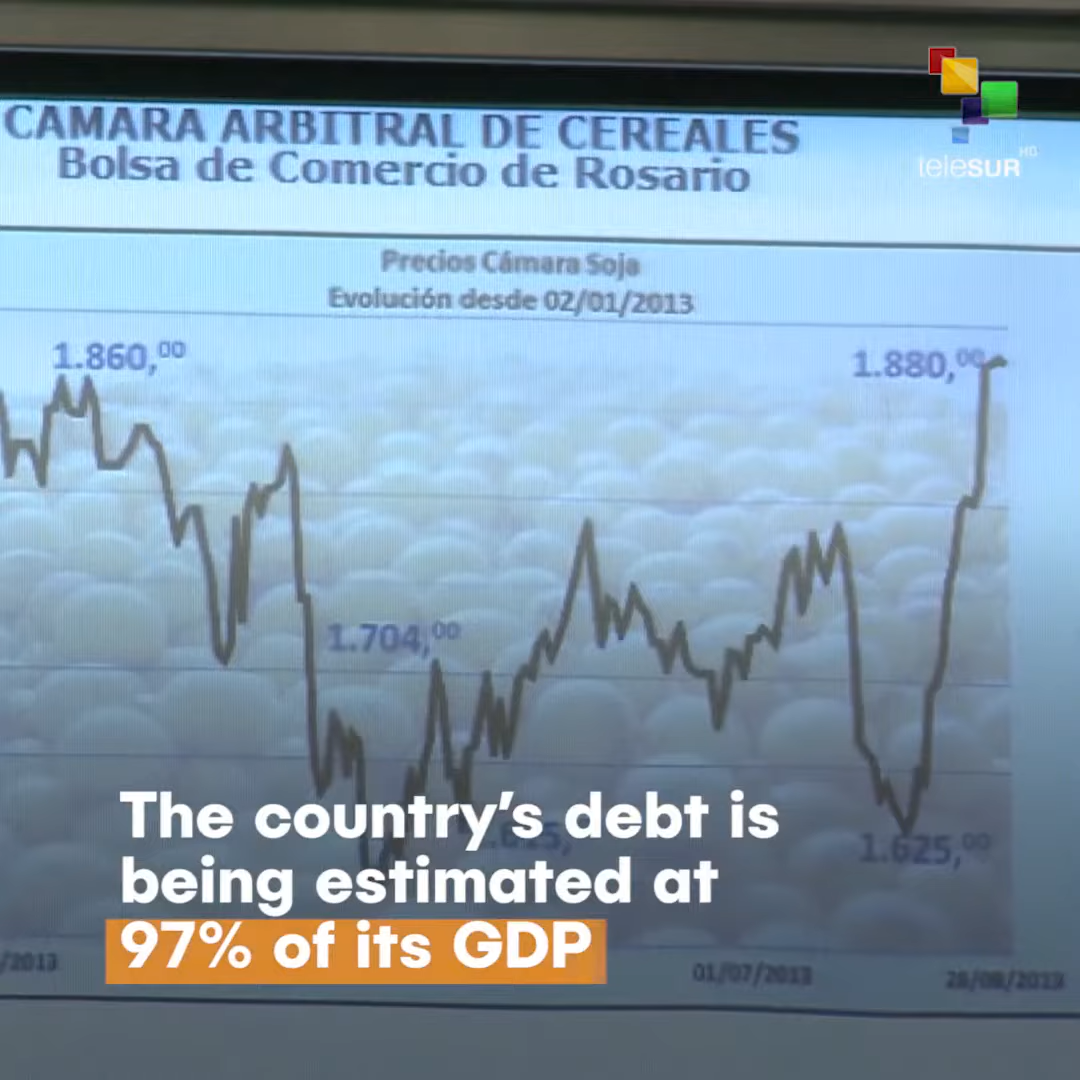 CAMARA ARBITRAL DE CEREALES
Bolsa de Comercio de Rosario
teleSUR HD
Precios Cámara Soja
Evolución desde 02/01/2013
1.860,00
1.880,00
1.704,00
1.625,00
The country's debt is
being estimated at
97% of its GDP
/2013
01/07/2013
28/08/2013